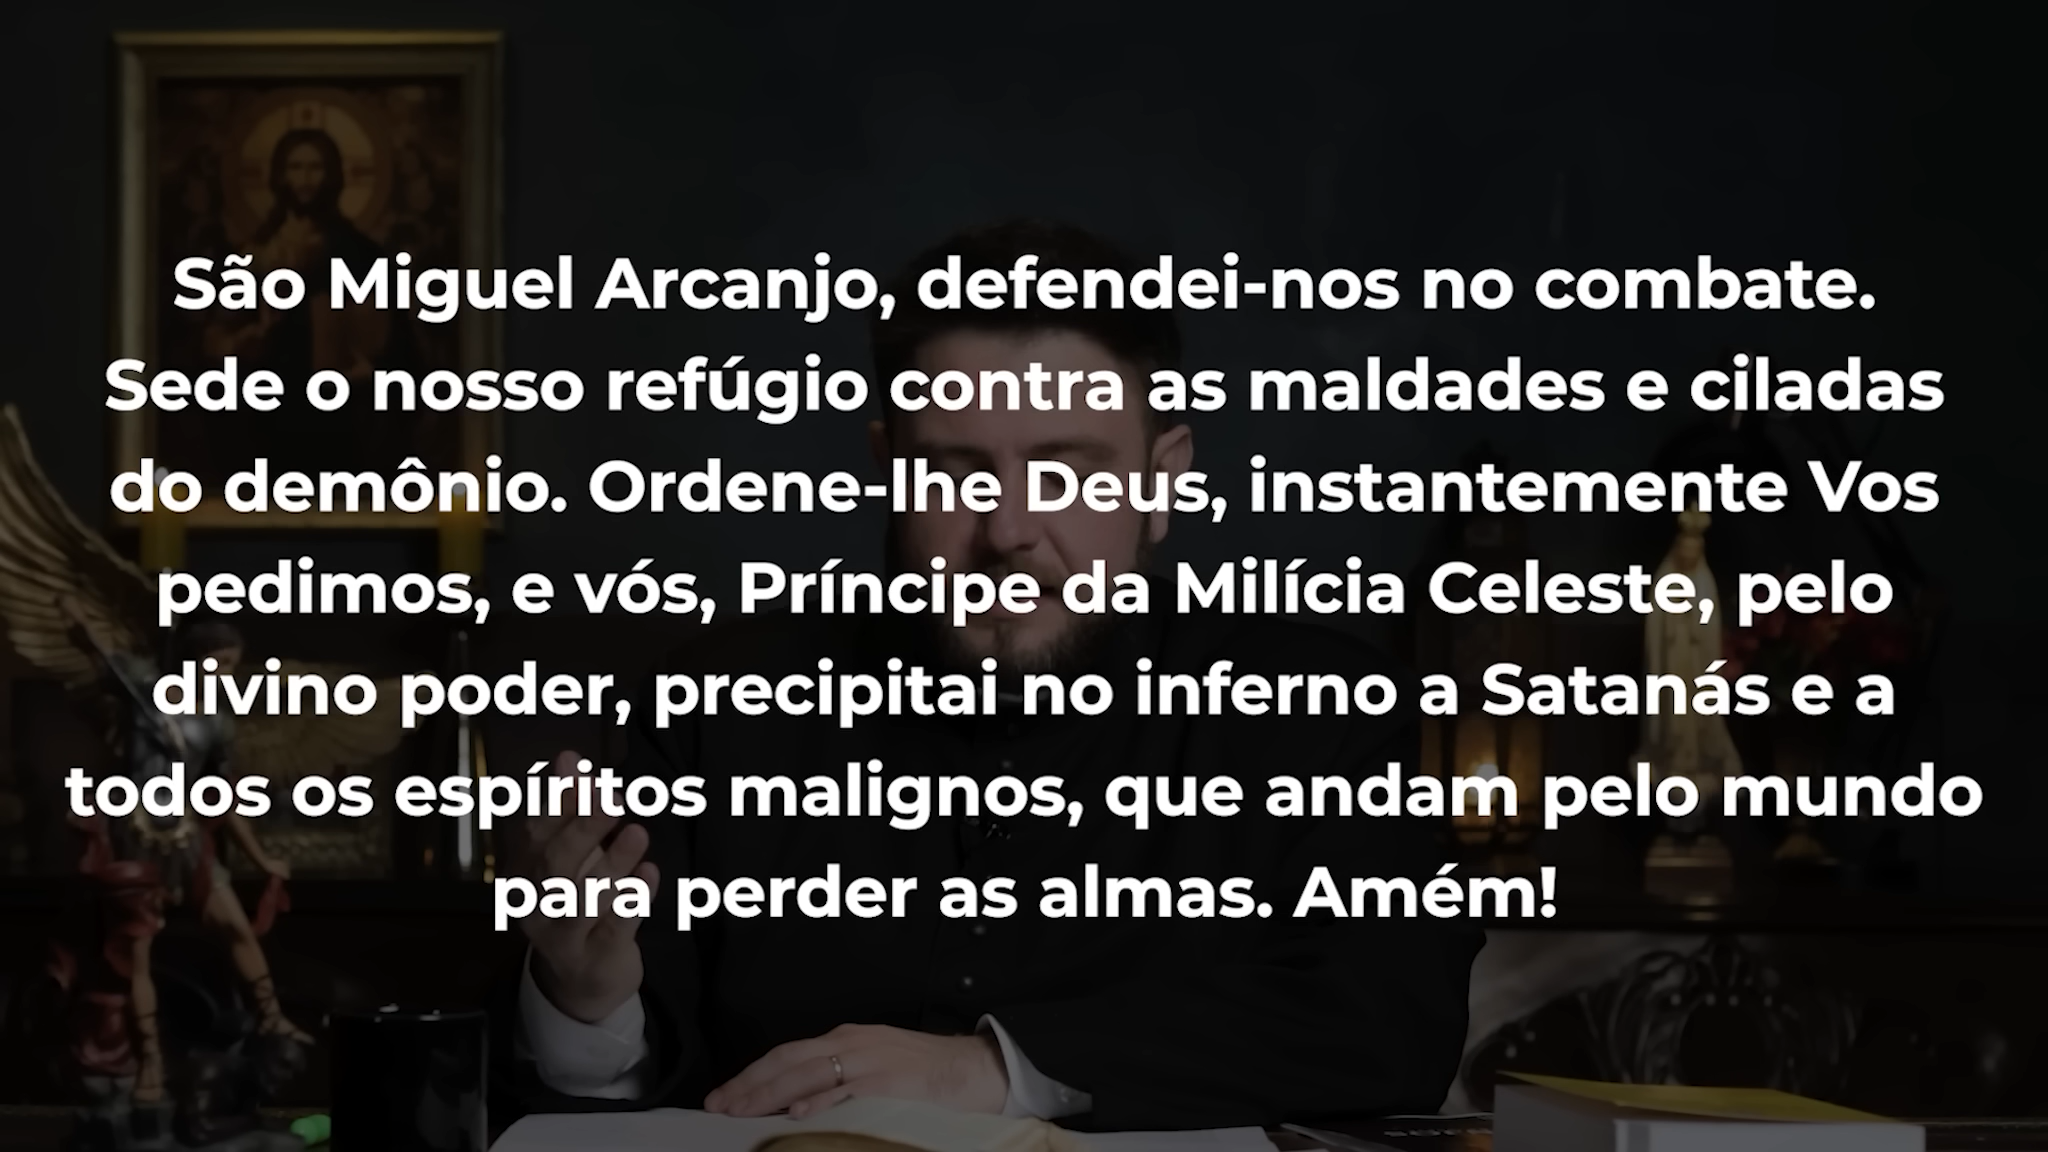 São Miguel Arcanjo, defendei-nos no combate.
Sede o nosso refúgio contra as maldades e ciladas
do demônio. Ordene-lhe Deus, instantemente Vos
pedimos, e vós, Príncipe da Milícia Celeste, pelo
divino poder, precipitai no inferno a Satanás e a
todos os espíritos malignos, que andam pelo mundo
para perder as almas. Amém!